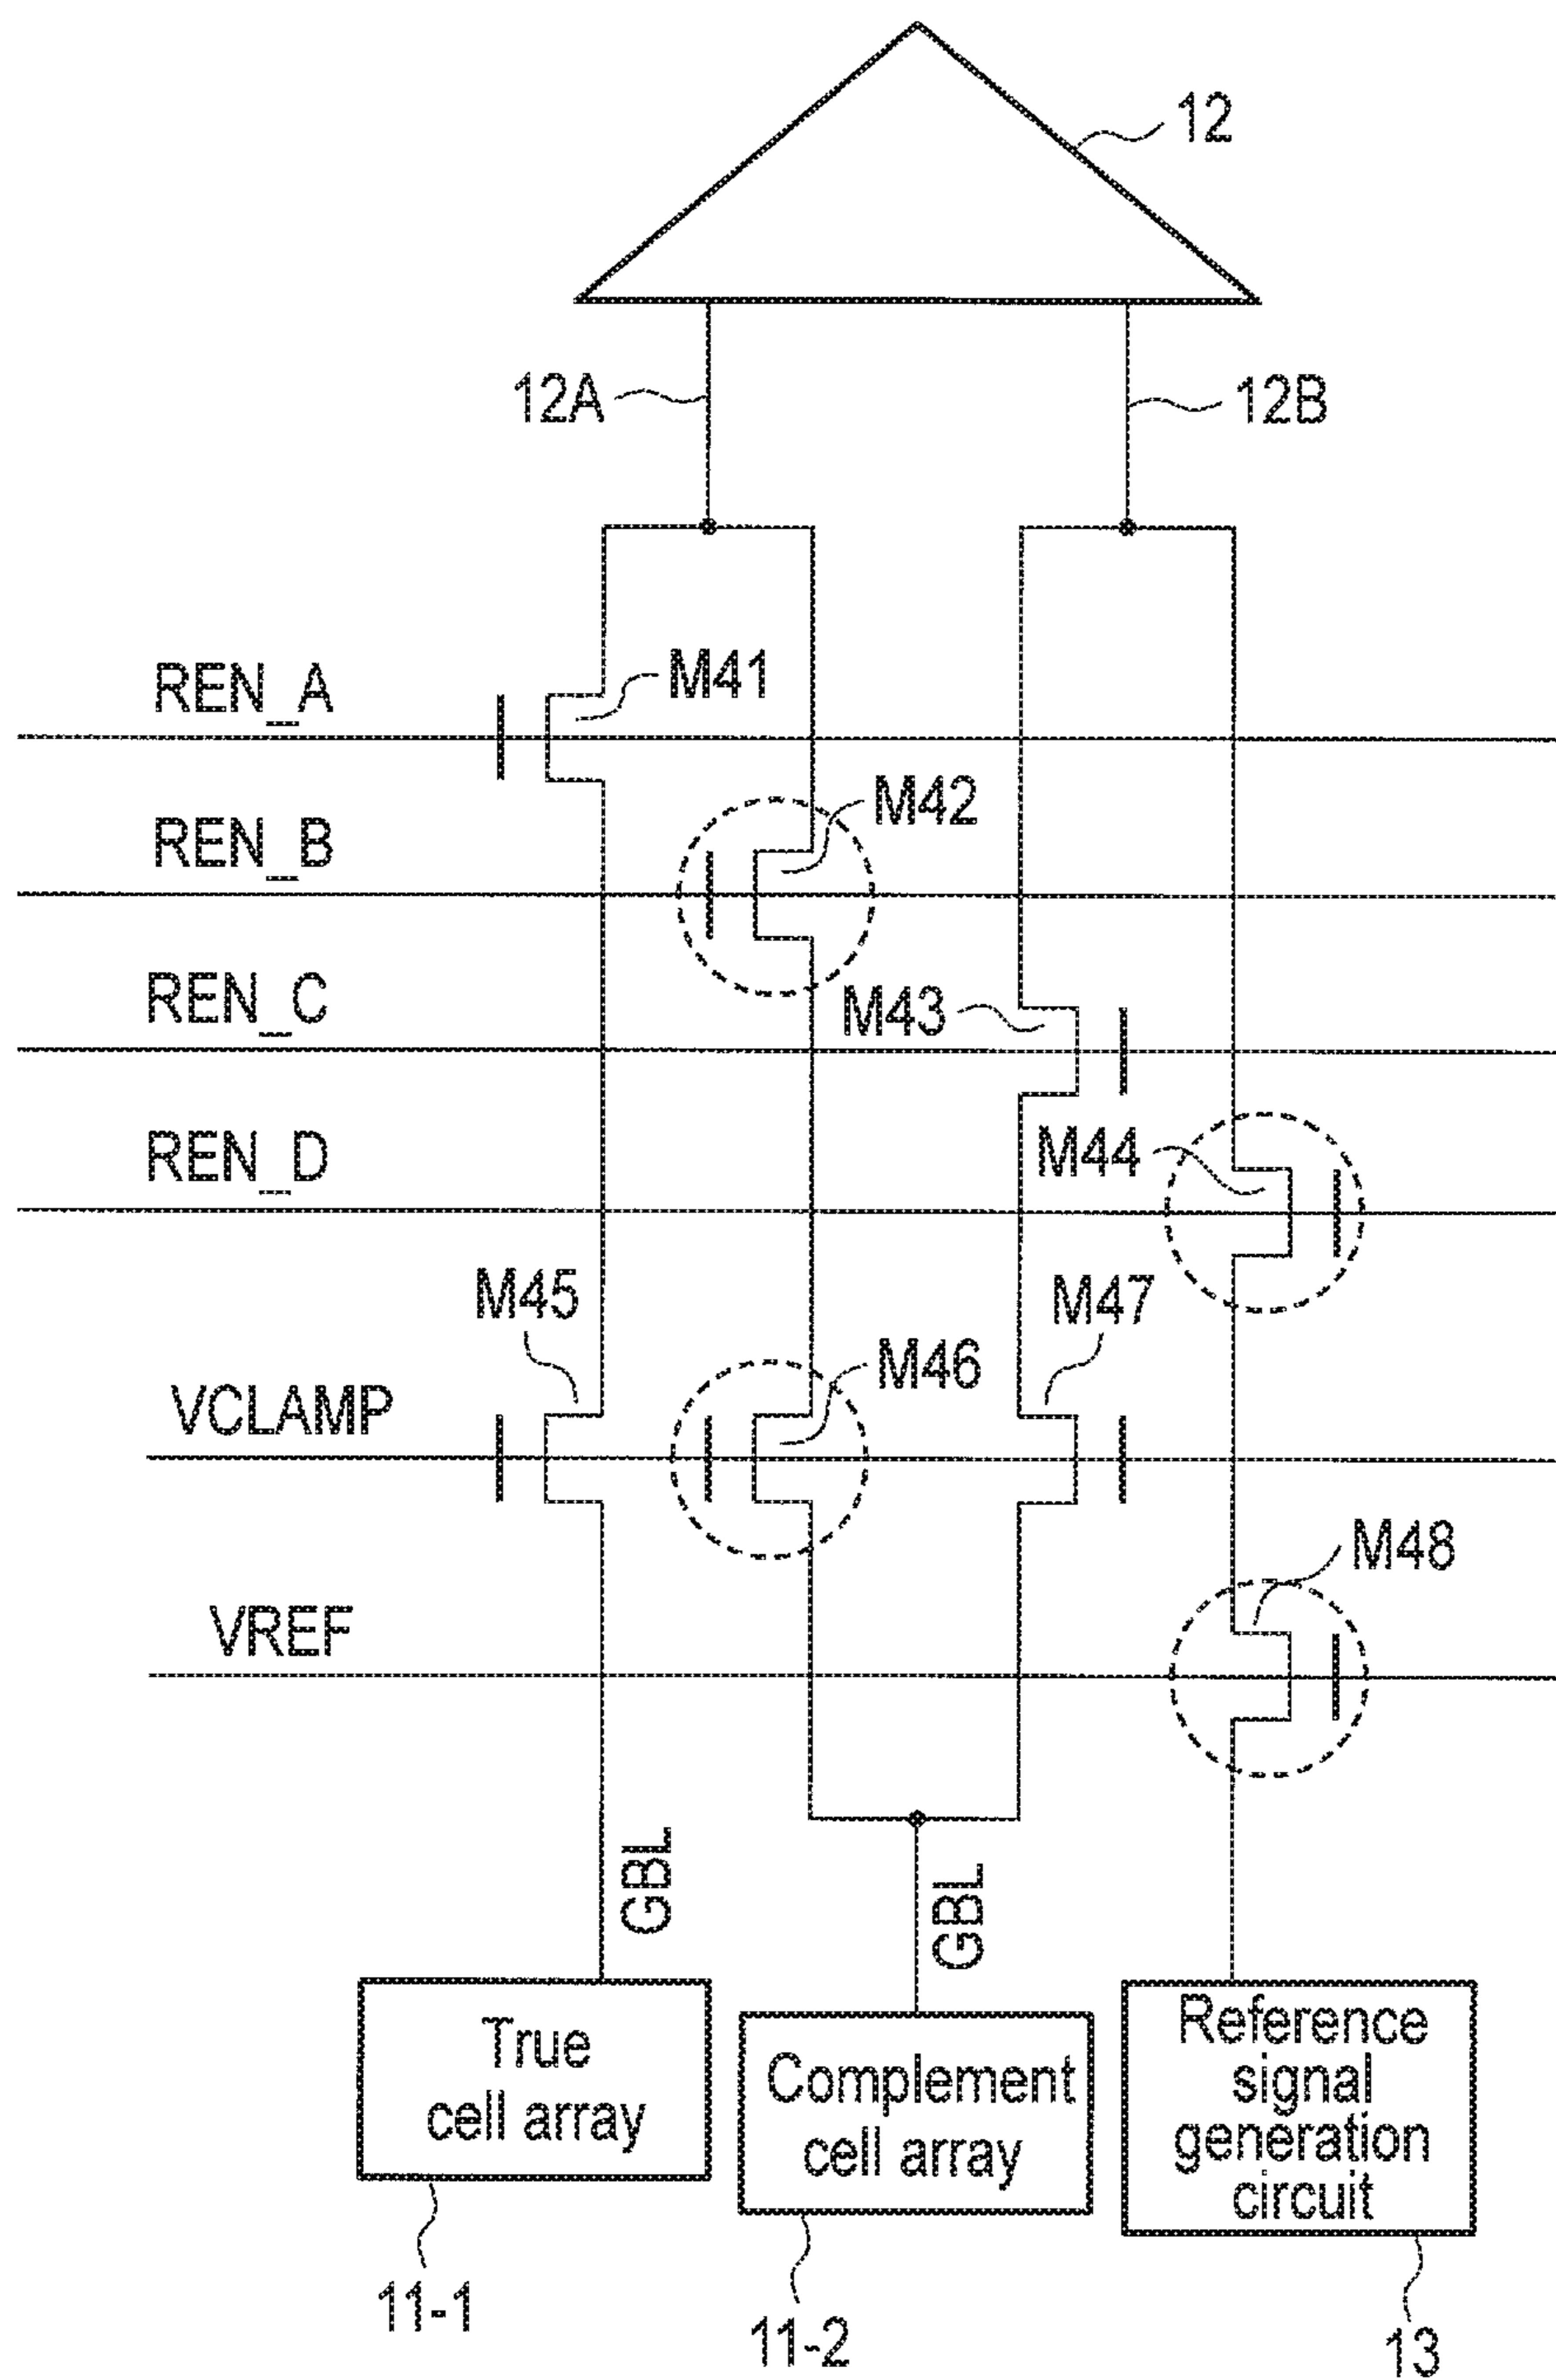 12
12A
12B
REN_A
M41
REN_B
M42
REN_C
M43
REN_D
M44
M45
M47
VCLAMP
M46
M48
VREF
GBL
GBL
True
cell array
Complement
cell array
Reference
signal
generation
circuit
11-1
11-2
13